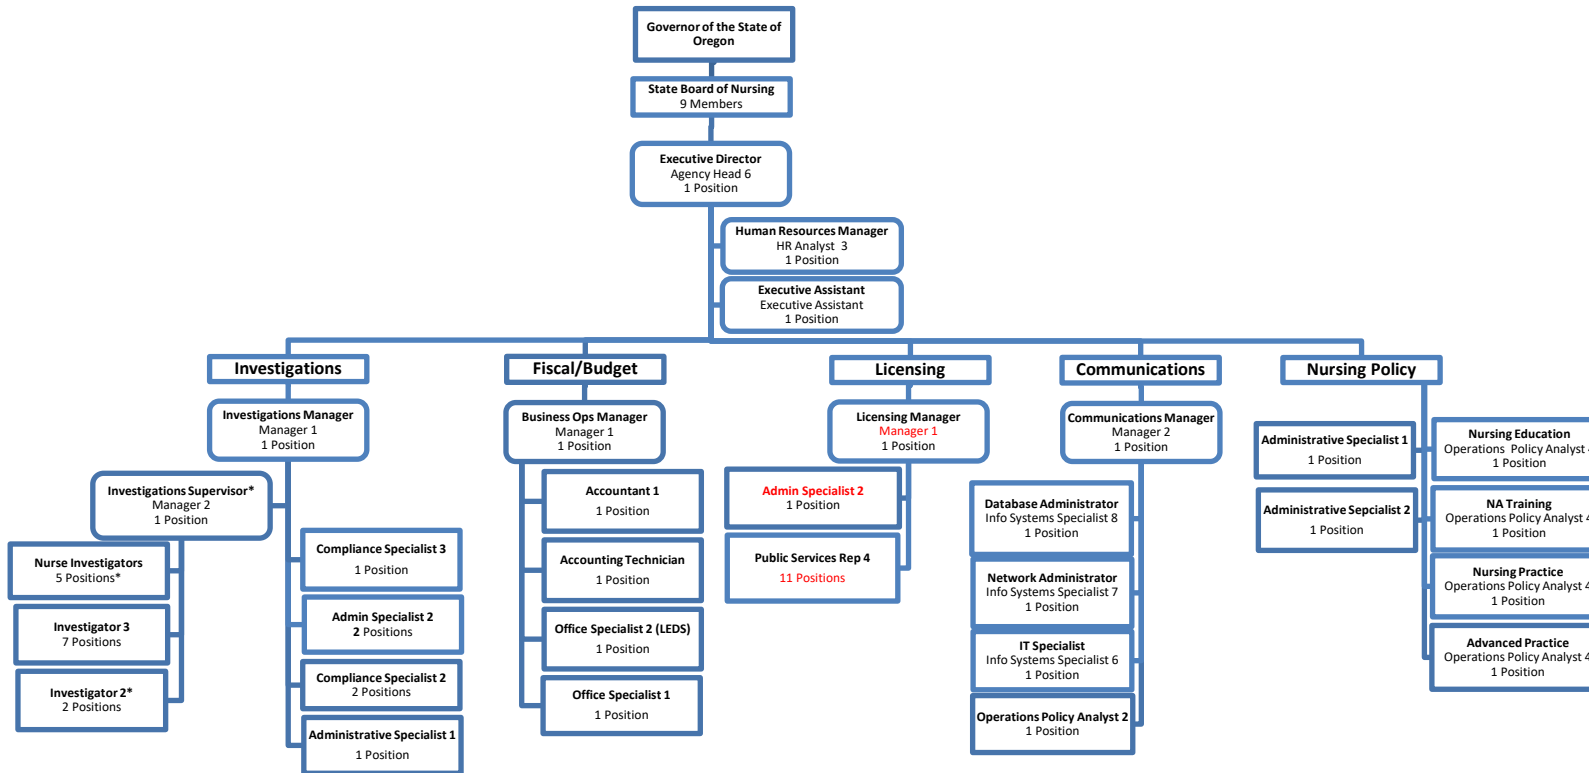 Governor of the State of
Oregon
State Board of Nursing
9 Members
Executive Director
Agency Head 6
1 Position
Human Resources Manager
HR Analyst 3
1 Position
Executive Assistant
Executive Assistant
1 Position
Investigations
Investigations Manager
Manager 1
1 Position
Investigations Supervisor*
Manager 2
1 Position
Nurse Investigators
5 Positions*
Investigator 3
7 Positions
Investigator 2*
2 Positions
Compliance Specialist 3
1 Position
Admin Specialist 2
2 Positions
Compliance Specialist 2
2 Positions
Administrative Specialist 1
1 Position
Fiscal/Budget
Business Ops Manager
Manager 1
1 Position
Accountant 1
1 Position
Accounting Technician
1 Position
Office Specialist 2 (LEDS)
1 Position
Office Specialist 1
1 Position
Licensing
Licensing Manager
Manager 1
1 Position
Admin Specialist 2
1 Position
Public Services Rep 4
11 Positions
Communications
Communications Manager
Manager 2
1 Position
Database Administrator
Info Systems Specialist 8
1 Position
Network Administrator
Info Systems Specialist 7
1 Position
IT Specialist
Info Systems Specialist 6
1 Position
Operations Policy Analyst 2
1 Position
Nursing Policy
Administrative Specialist 1
1 Position
Administrative Sepcialist 2
1 Position
Nursing Education
Operations Policy Analyst
1 Position
NA Training
Operations Policy Analyst 4
1 Position
Nursing Practice
Operations Policy Analyst 4
1 Position
Advanced Practice
Operations Policy Analyst 4
1 Position